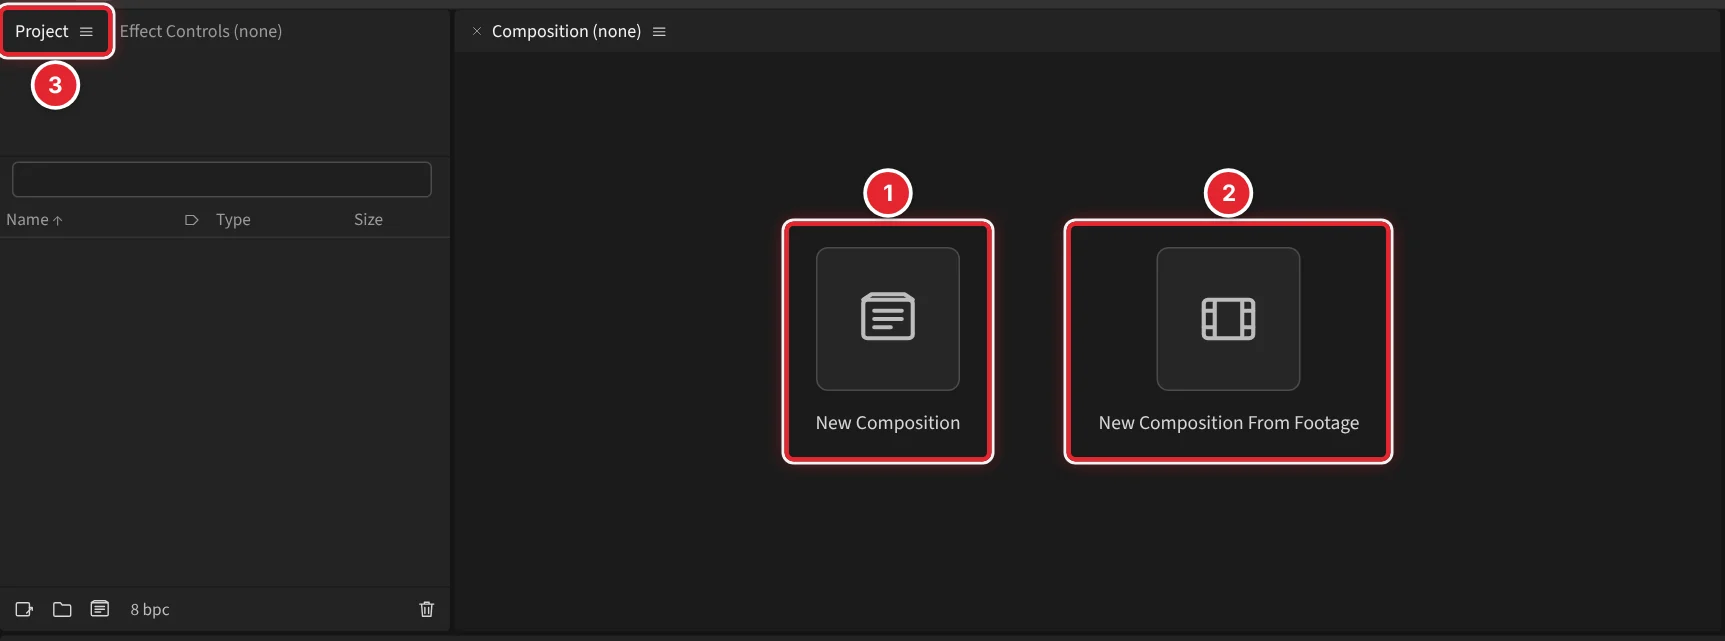 Project
Effect Controls (none)
Composition (none)
3
1
2
Name
Type
Size
New Composition
New Composition From Footage
8 bpc